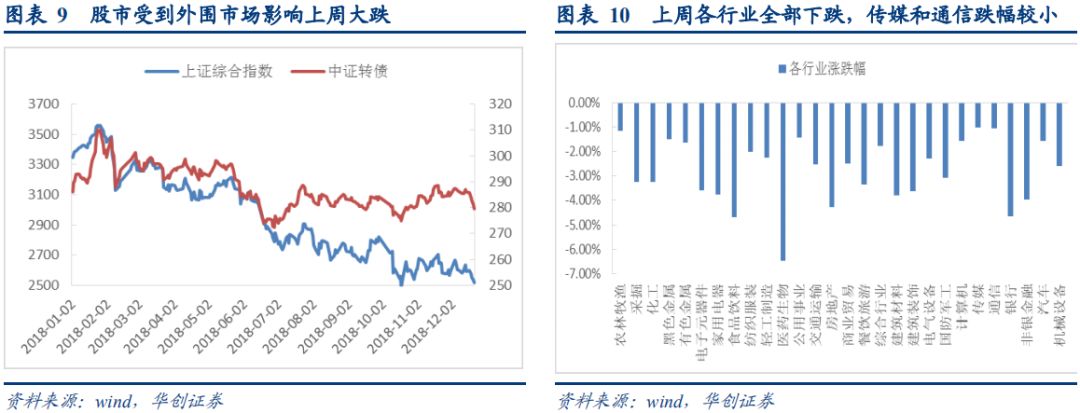 图表 9 股市受到外围市场影响上周大跌
上证综合指数 中证转债
3700
3500
3300
3100
2900
2700
2500
320
310
300
290
280
270
260
250
2018-01-02
2018-02-02
2018-03-02
2018-04-02
2018-05-02
2018-06-02
2018-07-02
2018-08-02
2018-09-02
2018-10-02
2018-11-02
2018-12-02
资料来源：wind，华创证券
图表 10 上周各行业全部下跌，传媒和通信跌幅较小
各行业涨跌幅
0.00%
-1.00%
-2.00%
-3.00%
-4.00%
-5.00%
-6.00%
-7.00%
农林牧渔
采掘
化工
黑色金属
有色金属
电子元器件
家用电器
食品饮料
纺织服装
轻工制造
医药生物
公用事业
交通运输
房地产
商业贸易
餐饮旅游
综合行业
建筑材料
建筑装饰
电气设备
国防军工
计算机
传媒
通信
银行
非银金融
汽车
机械设备
资料来源：wind，华创证券